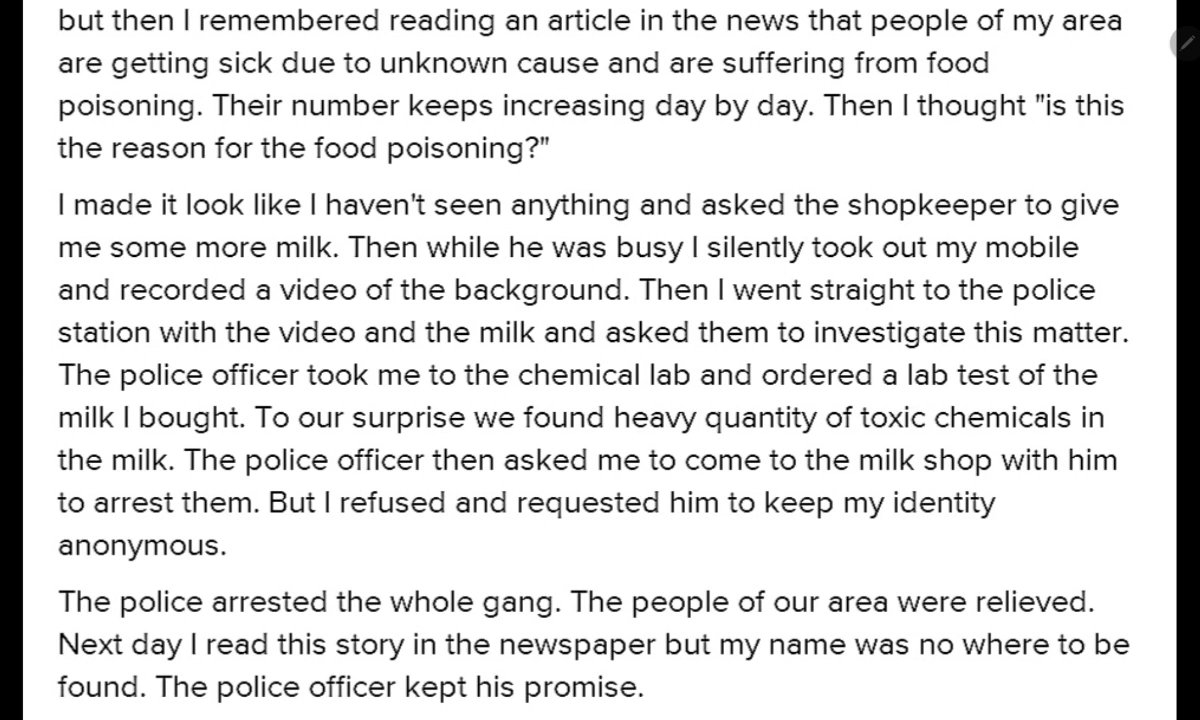 but then I remembered reading an article in the news that people of my area
are getting sick due to unknown cause and are suffering from food
poisoning. Their number keeps increasing day by day. Then I thought "is this
the reason for the food poisoning?"
I made it look like I haven't seen anything and asked the shopkeeper to give
me some more milk. Then while he was busy I silently took out my mobile
and recorded a video of the background. Then I went straight to the police
station with the video and the milk and asked them to investigate this matter.
The police officer took me to the chemical lab and ordered a lab test of the
milk I bought. To our surprise we found heavy quantity of toxic chemicals in
the milk. The police officer then asked me to come to the milk shop with him
to arrest them. But I refused and requested him to keep my identity
anonymous.
The police arrested the whole gang. The people of our area were relieved.
Next day I read this story in the newspaper but my name was no where to be
found. The police officer kept his promise.